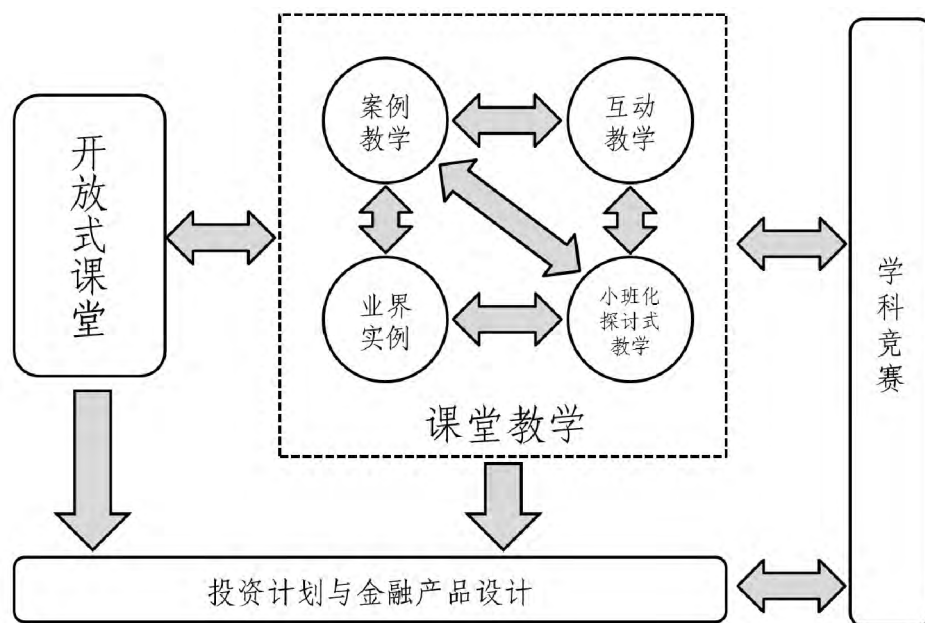 开放式课堂
案例
教学
互动
教学
业界
实例
小班化
探讨式
教学
课堂教学
学科竞赛
投资计划与金融产品设计